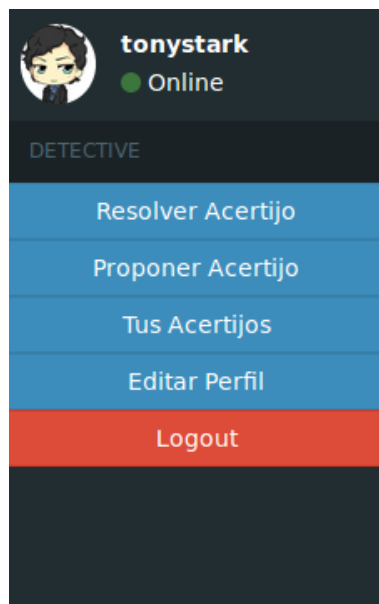 tonystark
Online
DETECTIVE
Resolver Acertijo
Proponer Acertijo
Tus Acertijos
Editar Perfil
Logout